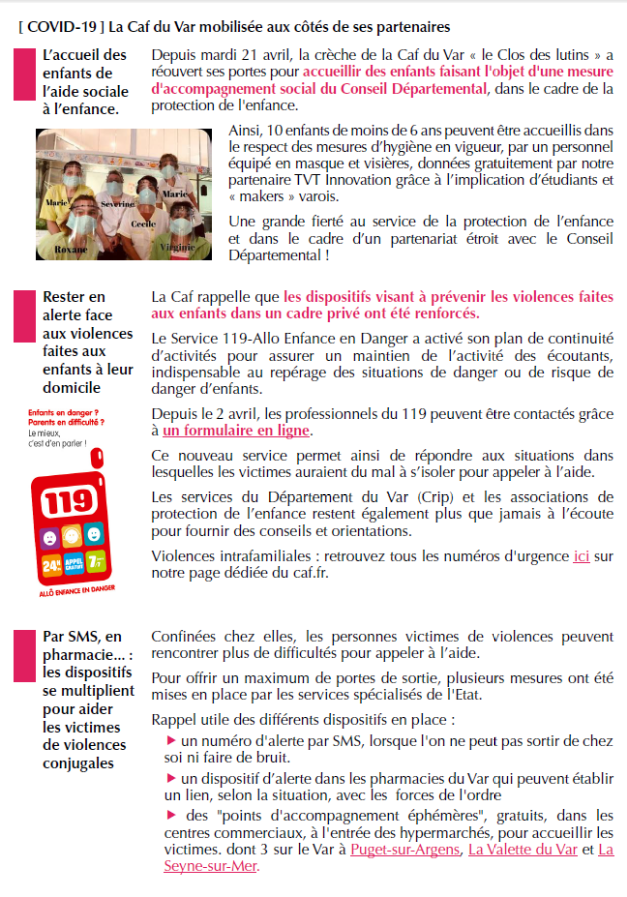 [ COVID-19 ] La Caf du Var mobilisée aux côtés de ses partenaires
L’accueil des
enfants de
l’aide sociale
à l’enfance.
Depuis mardi 21 avril, la crèche de la Caf du Var « le Clos des lutins » a
réouvert ses portes pour accueillir des enfants faisant l'objet d'une mesure
d'accompagnement social du Conseil Départemental, dans le cadre de la
protection de l'enfance.
Marie
Severine
Marie
Cecile
Roxane
Virginie
Ainsi, 10 enfants de moins de 6 ans peuvent être accueillis dans
le respect des mesures d’hygiène en vigueur, par un personnel
équipé en masque et visières, données gratuitement par notre
partenaire TVT Innovation grâce à l’implication d’étudiants et
« makers » varois.
Une grande fierté au service de la protection de l’enfance
et dans le cadre d’un partenariat étroit avec le Conseil
Départemental !
Rester en
alerte face
aux violences
faites aux
enfants à leur
domicile
Enfants en danger ?
Parents en difficulté ?
Le mieux,
c'est d'en parler !
119
24h
APPEL
GRATUIT
7j
ALLÔ ENFANCE EN DANGER
La Caf rappelle que les dispositifs visant à prévenir les violences faites
aux enfants dans un cadre privé ont été renforcés.
Le Service 119-Allo Enfance en Danger a activé son plan de continuité
d’activités pour assurer un maintien de l’activité des écoutants,
indispensable au repérage des situations de danger ou de risque de
danger d’enfants.
Depuis le 2 avril, les professionnels du 119 peuvent être contactés grâce
à un formulaire en ligne.
Ce nouveau service permet ainsi de répondre aux situations dans
lesquelles les victimes auraient du mal à s’isoler pour appeler à l’aide.
Les services du Département du Var (Crip) et les associations de
protection de l’enfance restent également plus que jamais à l’écoute
pour fournir des conseils et orientations.
Violences intrafamiliales : retrouvez tous les numéros d'urgence ici sur
notre page dédiée du caf.fr.
Par SMS, en
pharmacie... :
les dispositifs
se multiplient
pour aider
les victimes
de violences
conjugales
Confinées chez elles, les personnes victimes de violences peuvent
rencontrer plus de difficultés pour appeler à l’aide.
Pour offrir un maximum de portes de sortie, plusieurs mesures ont été
mises en place par les services spécialisés de l'Etat.
Rappel utile des différents dispositifs en place :
un numéro d'alerte par SMS, lorsque l'on ne peut pas sortir de chez
soi ni faire de bruit.
un dispositif d’alerte dans les pharmacies du Var qui peuvent établir
un lien, selon la situation, avec les forces de l'ordre
des "points d'accompagnement éphémères", gratuits, dans les
centres commerciaux, à l'entrée des hypermarchés, pour accueillir les
victimes. dont 3 sur le Var à Puget-sur-Argens, La Valette du Var et La
Seyne-sur-Mer.